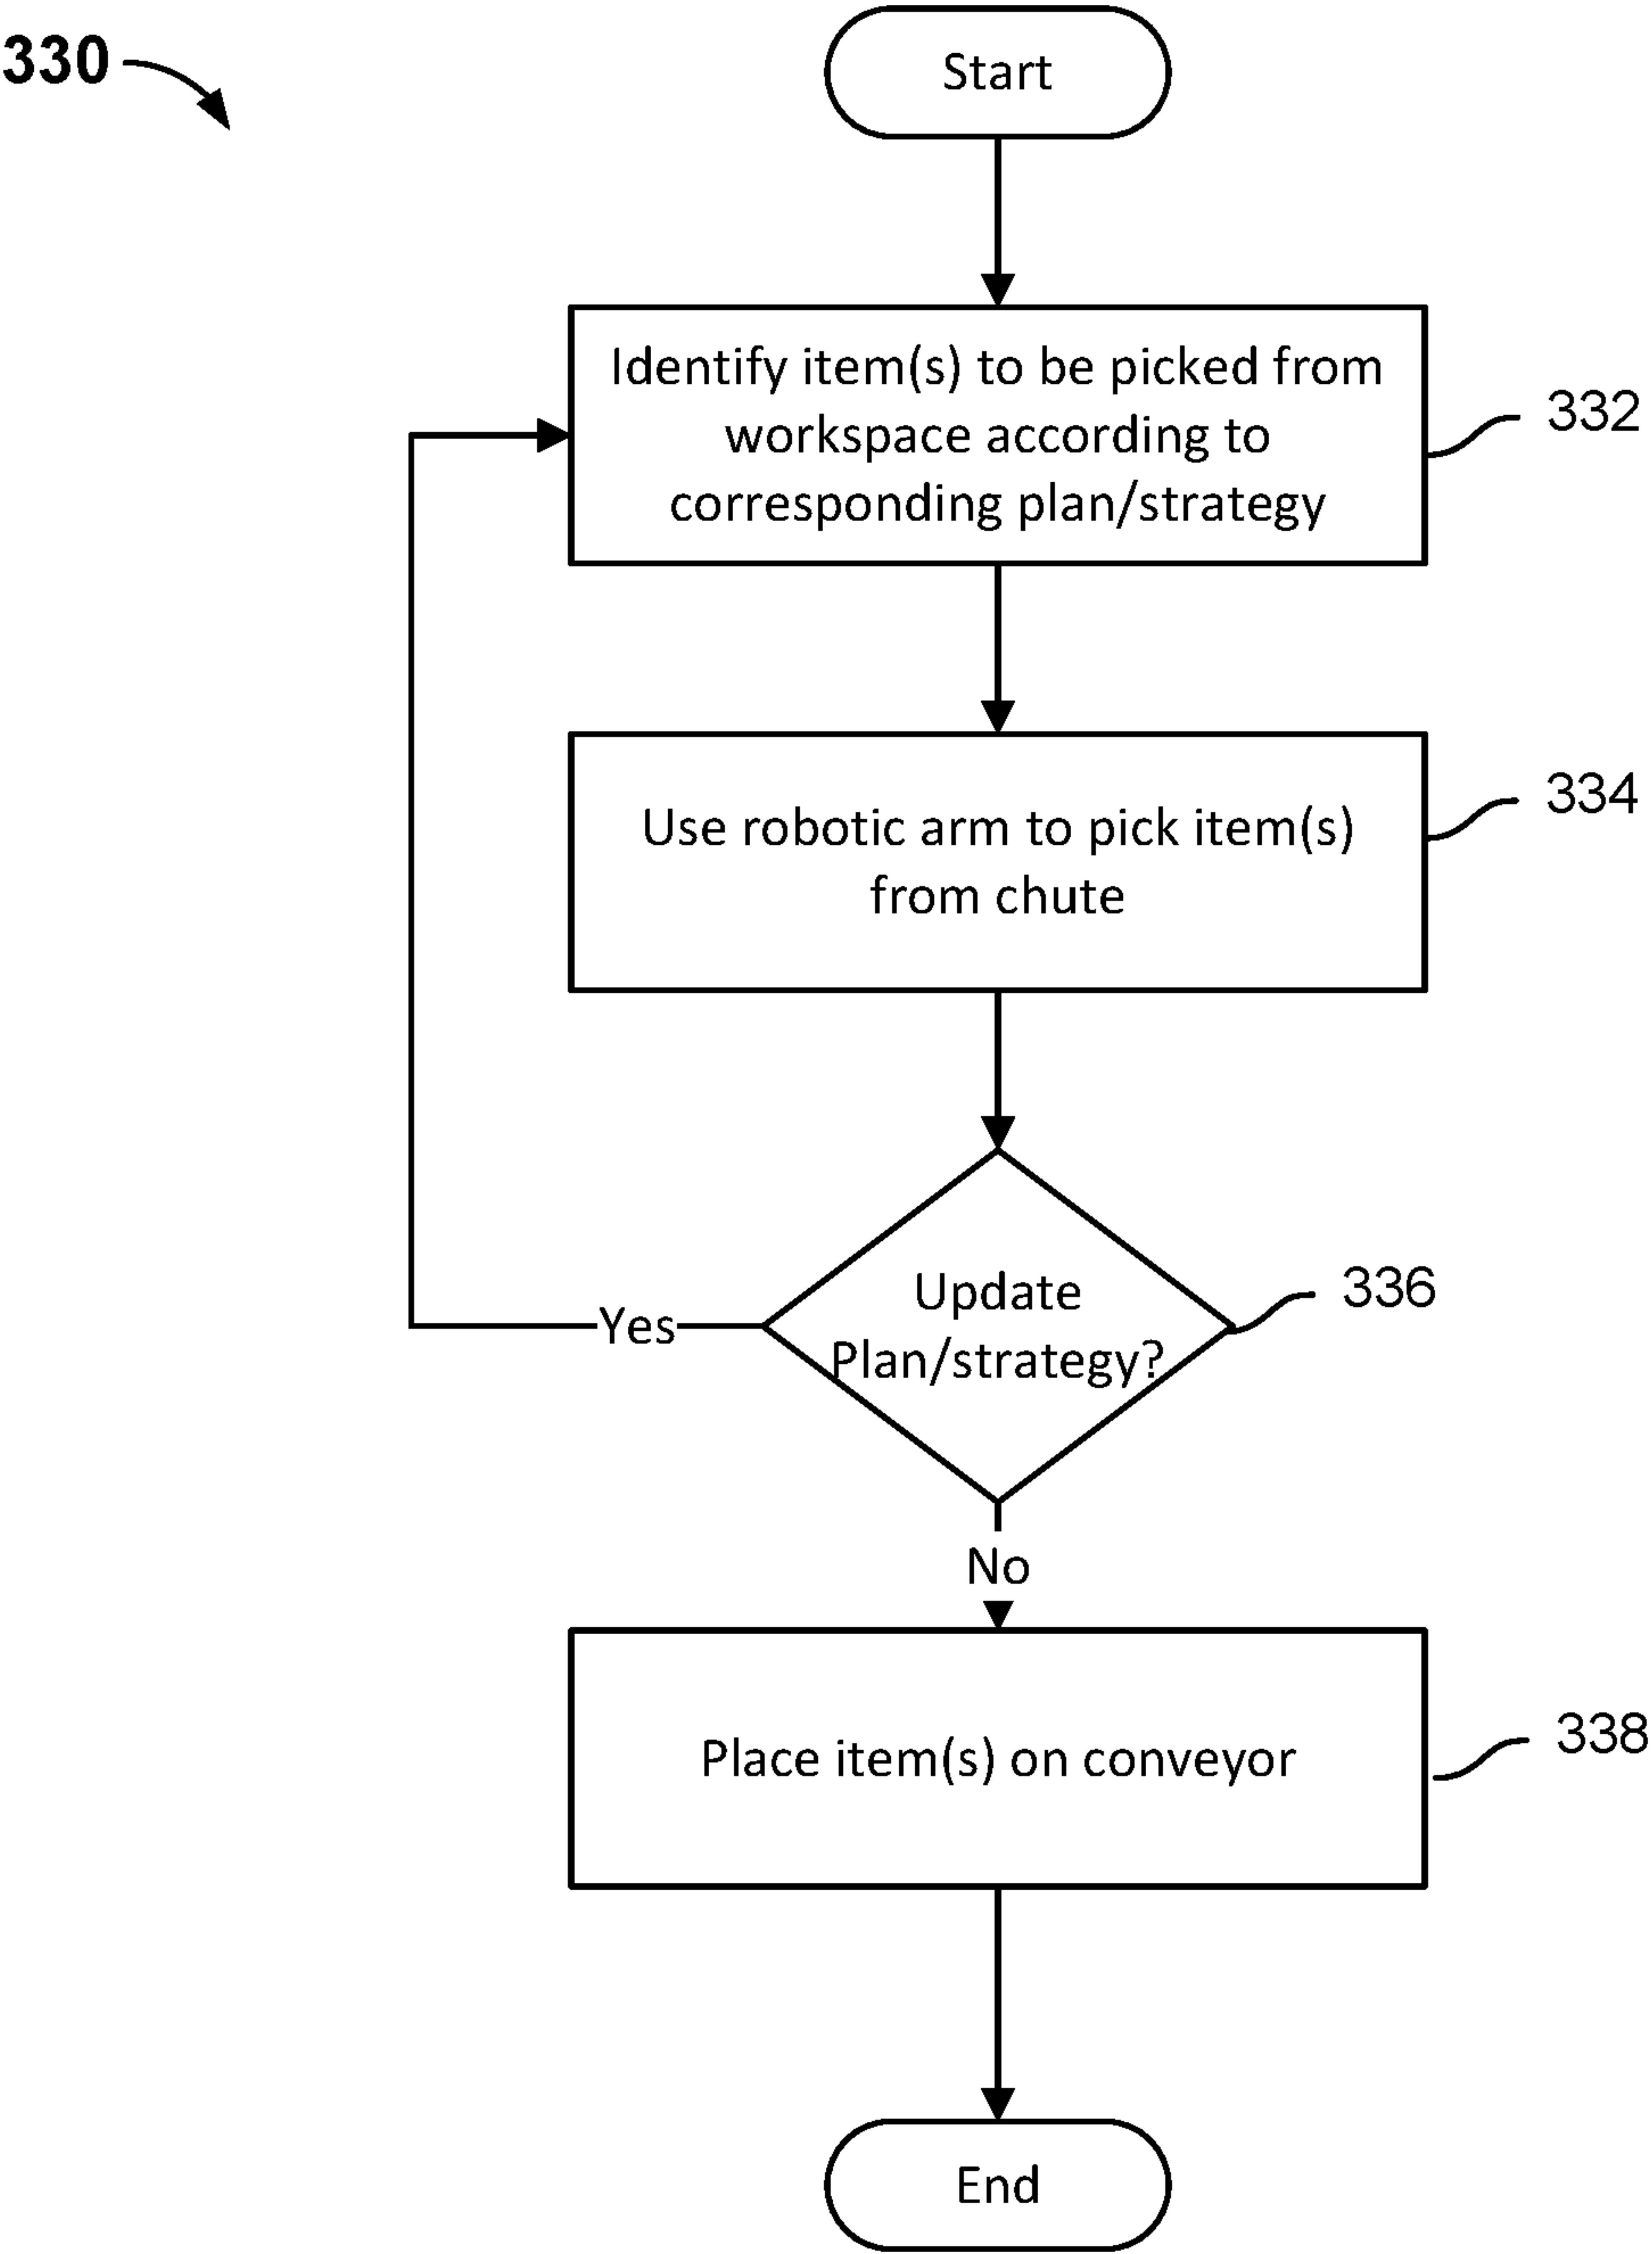 330
Start
Identify item(s) to be picked from
workspace according to
corresponding plan/strategy
332
Use robotic arm to pick item(s)
from chute
334
Update
Plan/strategy?
336
Yes
No
Place item(s) on conveyor
338
End